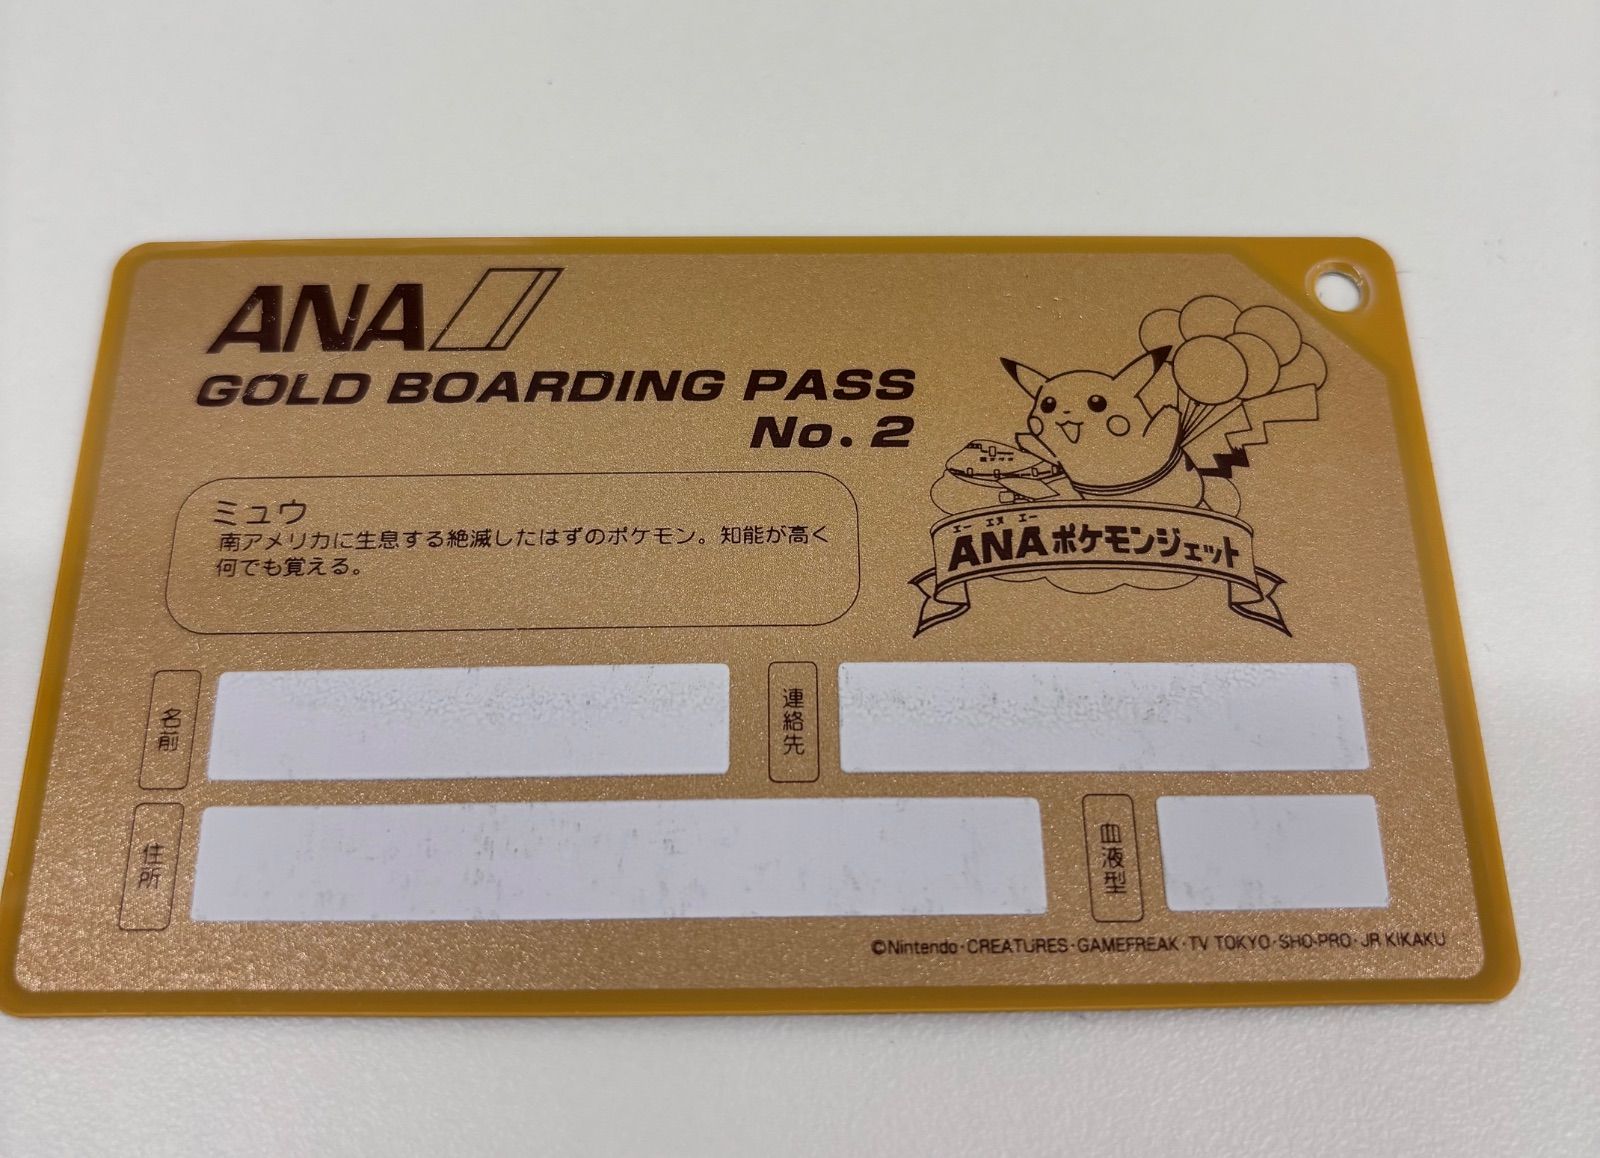 ANA
GOLD BOARDING PASS
No. 2
ミュウ
南アメリカに生息する絶滅したはずのポケモン。知能が高く
何でも覚える。
エー エヌ エー
ANAポケモンジェット
名前
連絡先
住所
血液型
©Nintendo・CREATURES・GAMEFREAK・TV TOKYO・SHO-PRO・JR KIKAKU